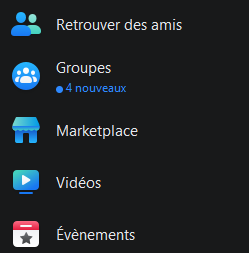 Retrouver des amis
Groupes
4 nouveaux
Marketplace
Vidéos
Évènements